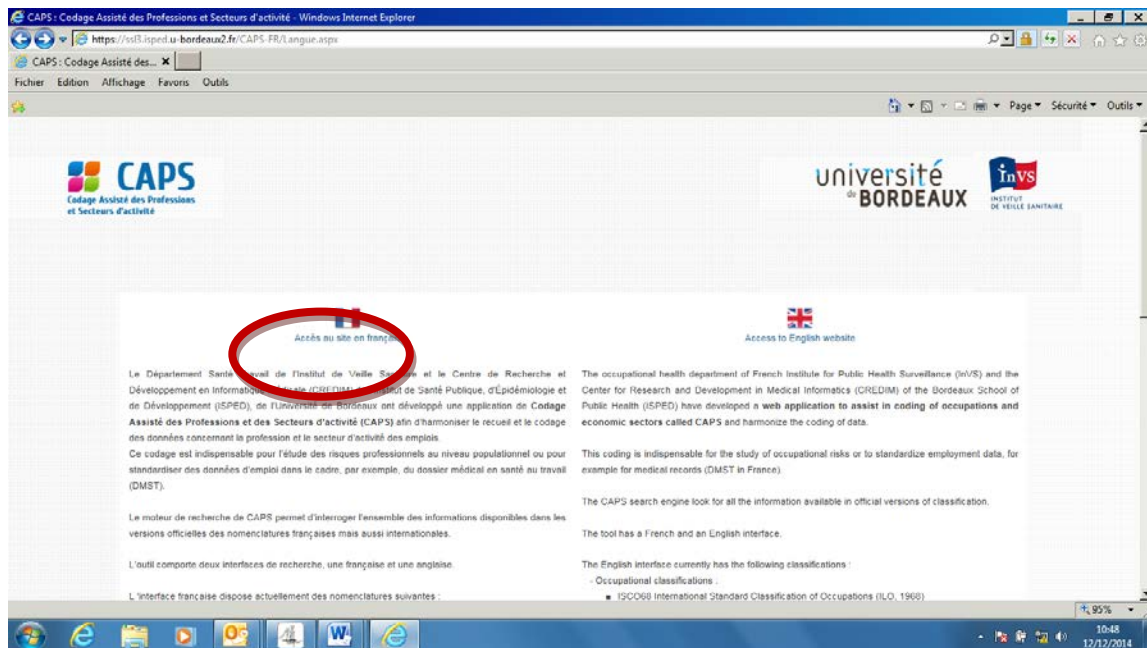 CAPS : Codage Assisté des Professions et Secteurs d'activité - Windows Internet Explorer
https://ssl3.isped.u-bordeaux2.fr/CAPS-FR/Langue.aspx
CAPS : Codage Assisté des...
Fichier Edition Affichage Favoris Outils
Page Sécurité Outils
CAPS
Codage Assisté des Professions
et Secteurs d'activité
université
de BORDEAUX
InVS
INSTITUT
DE VEILLE SANITAIRE
Accès au site en français
Le Département Santé Travail de l'Institut de Veille et le Centre de Recherche et
Développement en Informatique (CREDIM) de Santé Publique, d'Épidémiologie et
de Développement (ISPED), de l'Université de Bordeaux ont développé une application de Codage
Assisté des Professions et des Secteurs d'activité (CAPS) afin d'harmoniser le recueil et le codage
des données concernant la profession et le secteur d'activité des emplois.
Ce codage est indispensable pour l'étude des risques professionnels au niveau populationnel ou pour
standardiser des données d'emploi dans le cadre, par exemple, du dossier médical en santé au travail
(DMST).
Le moteur de recherche de CAPS permet d'interroger l'ensemble des informations disponibles dans les
versions officielles des nomenclatures françaises mais aussi internationales.
L'outil comporte deux interfaces de recherche, une française et une anglaise.
L'interface française dispose actuellement des nomenclatures suivantes :
Access to English website
The occupational health department of French Institute for Public Health Surveillance (InVS) and the
Center for Research and Development in Medical Informatics (CREDIM) of the Bordeaux School of
Public Health (ISPED) have developed a web application to assist in coding of occupations and
economic sectors called CAPS and harmonize the coding of data.
This coding is indispensable for the study of occupational risks or to standardize employment data, for
example for medical records (DMST in France).
The CAPS search engine look for all the information available in official versions of classification.
The tool has a French and an English interface.
The English interface currently has the following classifications :
- Occupational classifications :
■ ISCO68 International Standard Classification of Occupations (ILO, 1968)
95%
10:48
12/12/2014